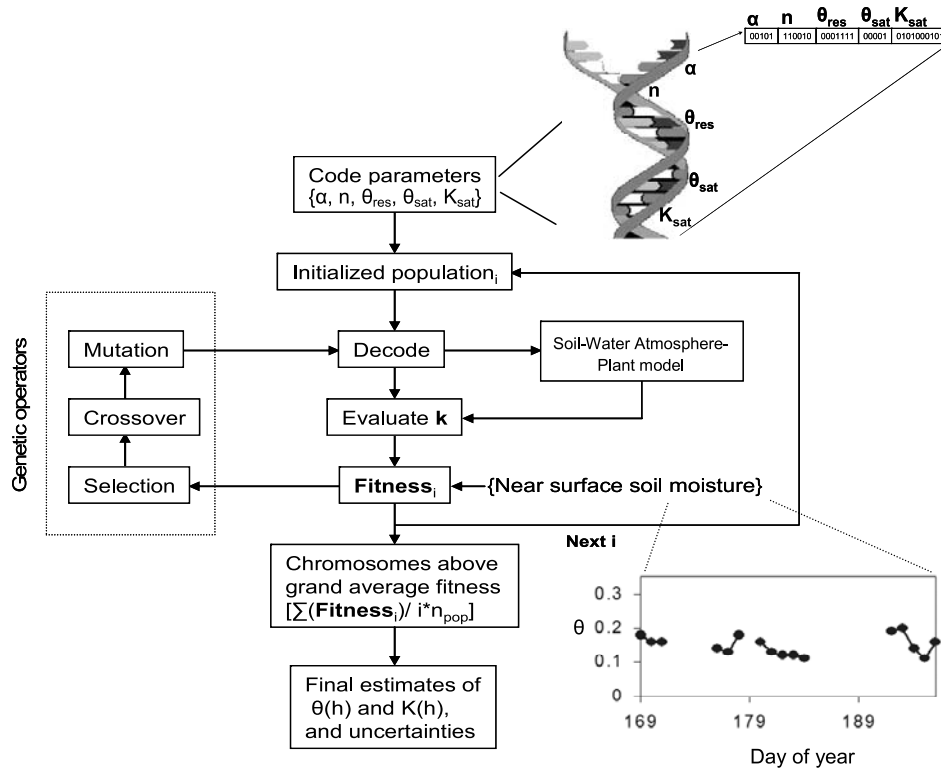 α n θres θsat Ksat
00101 110010 0001111 00001 0101000101
α
n
θres
θsat
Ksat
Code parameters
{α, n, θres, θsat, Ksat}
Initialized populationi
Genetic operators
Mutation
Crossover
Selection
Decode
Soil-Water Atmosphere-
Plant model
Evaluate k
Fitnessi
{Near surface soil moisture}
Next i
Chromosomes above
grand average fitness
[∑(Fitnessi)/ i*npop]
Final estimates of
θ(h) and K(h),
and uncertainties
θ
0.3
0.2
0.1
0
169 179 189
Day of year